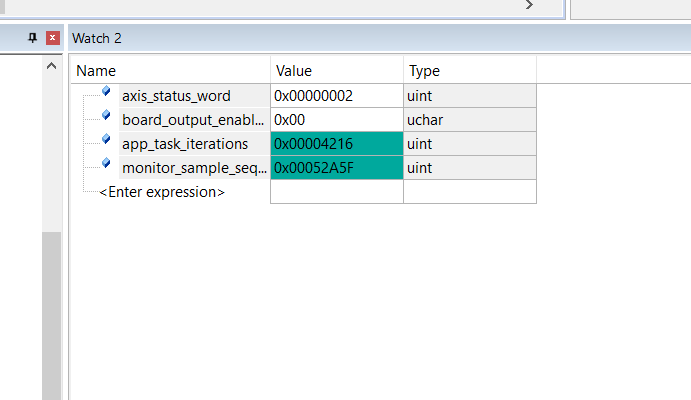 Watch 2
Name Value Type
axis_status_word 0x00000002 uint
board_output_enabl... 0x00 uchar
app_task_iterations 0x00004216 uint
monitor_sample_seq... 0x00052A5F uint
<Enter expression>